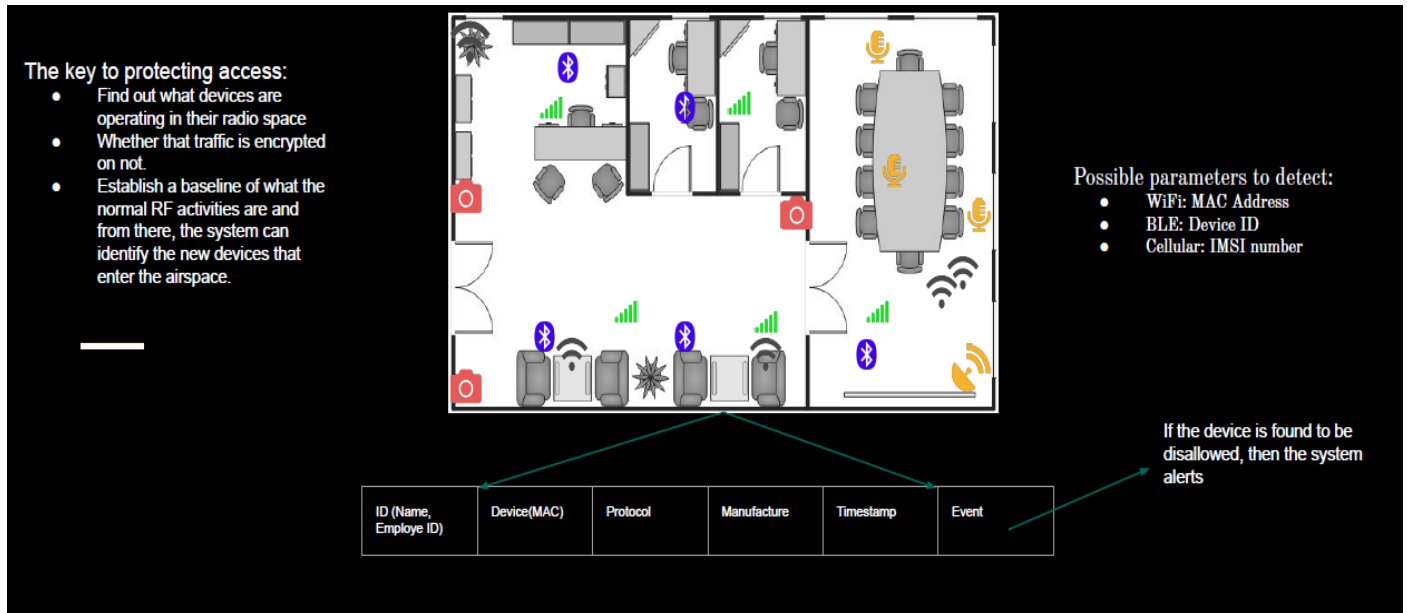 The key to protecting access:
● Find out what devices are
operating in their radio space
● Whether that traffic is encrypted
on not.
● Establish a baseline of what the
normal RF activities are and
from there, the system can
identify the new devices that
enter the airspace.
Possible parameters to detect:
● WiFi: MAC Address
● BLE: Device ID
● Cellular: IMSI number
If the device is found to be
disallowed, then the system
alerts
ID (Name,
Employe ID)
Device(MAC)
Protocol
Manufacture
Timestamp
Event